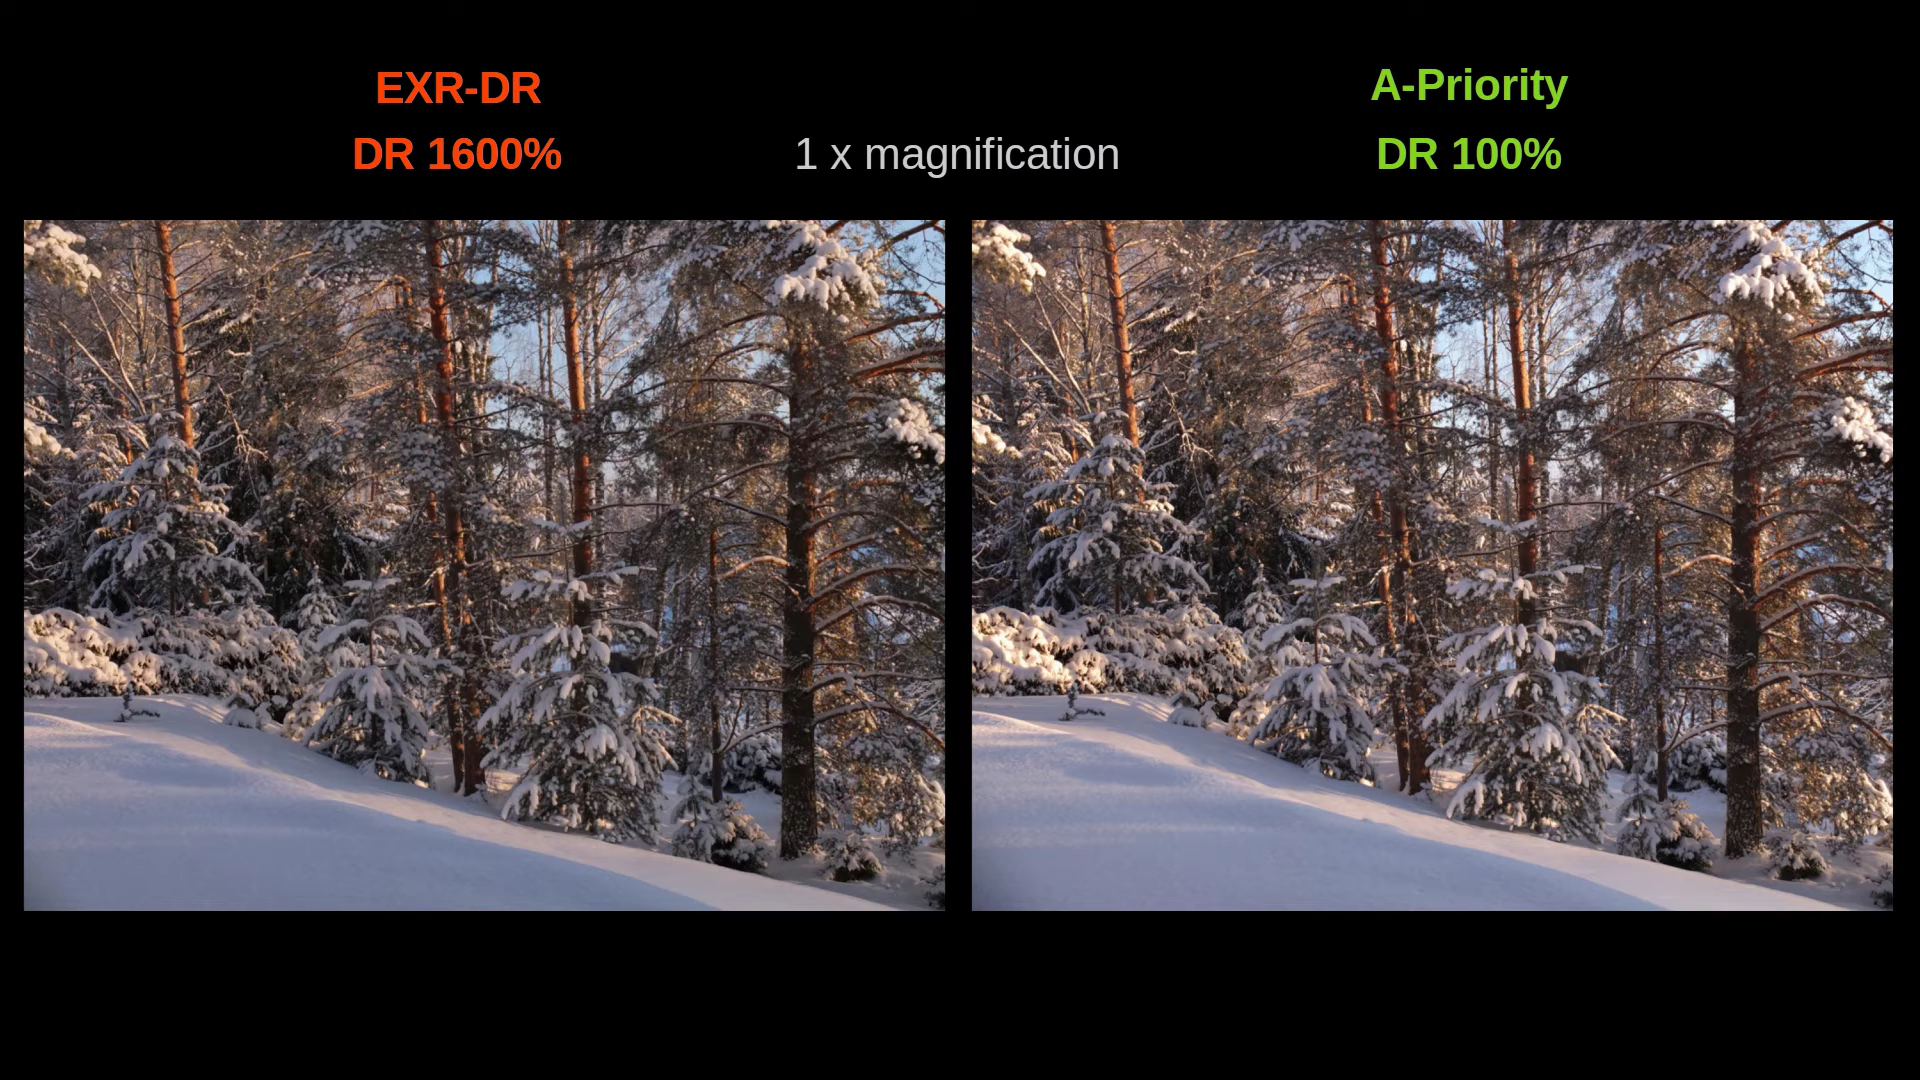 EXR-DR
DR 1600%
1 x magnification
A-Priority
DR 100%